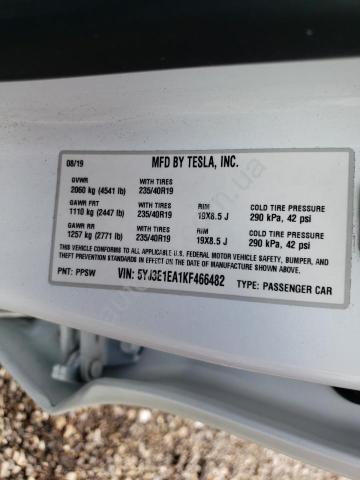 08/19 MFD BY TESLA, INC.
GVWR WITH TIRES
2060 kg (4541 lb) 235/40R19
GAWR FRT WITH TIRES RIM COLD TIRE PRESSURE
1110 kg (2447 lb) 235/40R19 19X8.5 J 290 kPa, 42 psi
GAWR RR WITH TIRES RIM COLD TIRE PRESSURE
1257 kg (2771 lb) 235/40R19 19X8.5 J 290 kPa, 42 psi
THIS VEHICLE CONFORMS TO ALL APPLICABLE U.S. FEDERAL MOTOR VEHICLE SAFETY, BUMPER, AND
THEFT PREVENTION STANDARDS IN EFFECT ON THE DATE OF MANUFACTURE SHOWN ABOVE.
PNT: PPSW VIN: 5YJ3E1EA1KF466482 TYPE: PASSENGER CAR